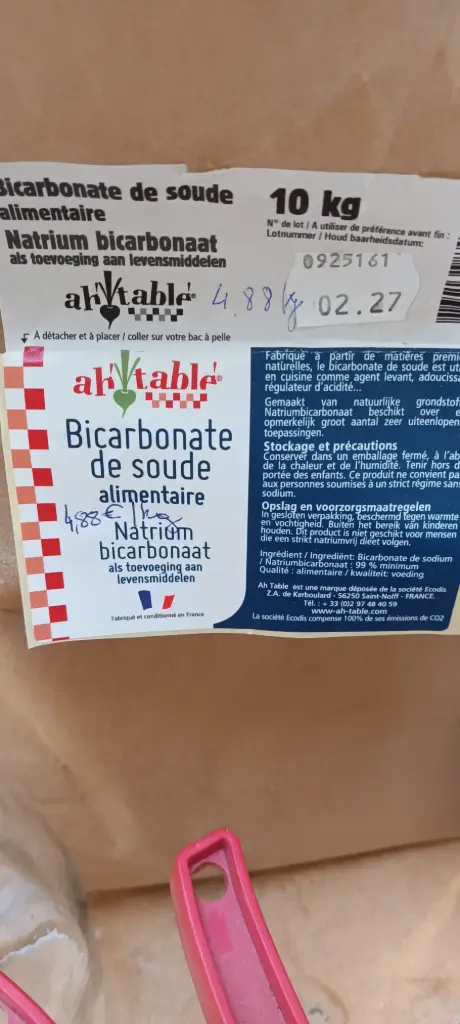 Bicarbonate de soude
alimentaire
Natrium bicarbonaat
als toevoeging aan levensmiddelen
ah table®
4.88
À détacher et à placer / coller sur votre bac à pelle
10 kg
N° de lot / A utiliser de préférence avant fin :
Lotnummer / Houd baarheidsdatum:
0925161
02.27
ah table®
Bicarbonate
de soude
alimentaire
4,88€/kg
Natrium
bicarbonaat
als toevoeging aan
levensmiddelen
Fabriqué et conditionné en France
Fabriqué à partir de matières premi
naturelles, le bicarbonate de soude est uti
en cuisine comme agent levant, adouciss
régulateur d'acidité...
Gemaakt van natuurlijke grondstof
Natriumbicarbonaat beschikt over e
opmerkelijk groot aantal zeer uiteenlopen
toepassingen.
Stockage et précautions
Conserver dans un emballage fermé, à l'ab
de la chaleur et de l'humidité. Tenir hors d
portée des enfants. Ce produit ne convient pa
aux personnes soumises à un strict régime san
sodium.
Opslag en voorzorgsmaatregelen
In gesloten verpakking, beschermd tegen warmte
en vochtigheid. Buiten het bereik van kinderen
houden. Dit product is niet geschikt voor mensen
die een strikt natriumvrij dieet volgen.
Ingrédient / Ingrediënt: Bicarbonate de sodium
/ Natriumbicarbonaat : 99 % minimum
Qualité : alimentaire / kwaliteit: voeding
Ah Table est une marque déposée de la société Ecodis
Z.A. de Kerboulard - 56250 Saint-Nolff - FRANCE.
Tél. : + 33 (0)2 97 48 40 59
www-ah-table.com
La société Ecodis compense 100% de ses émissions de CO2